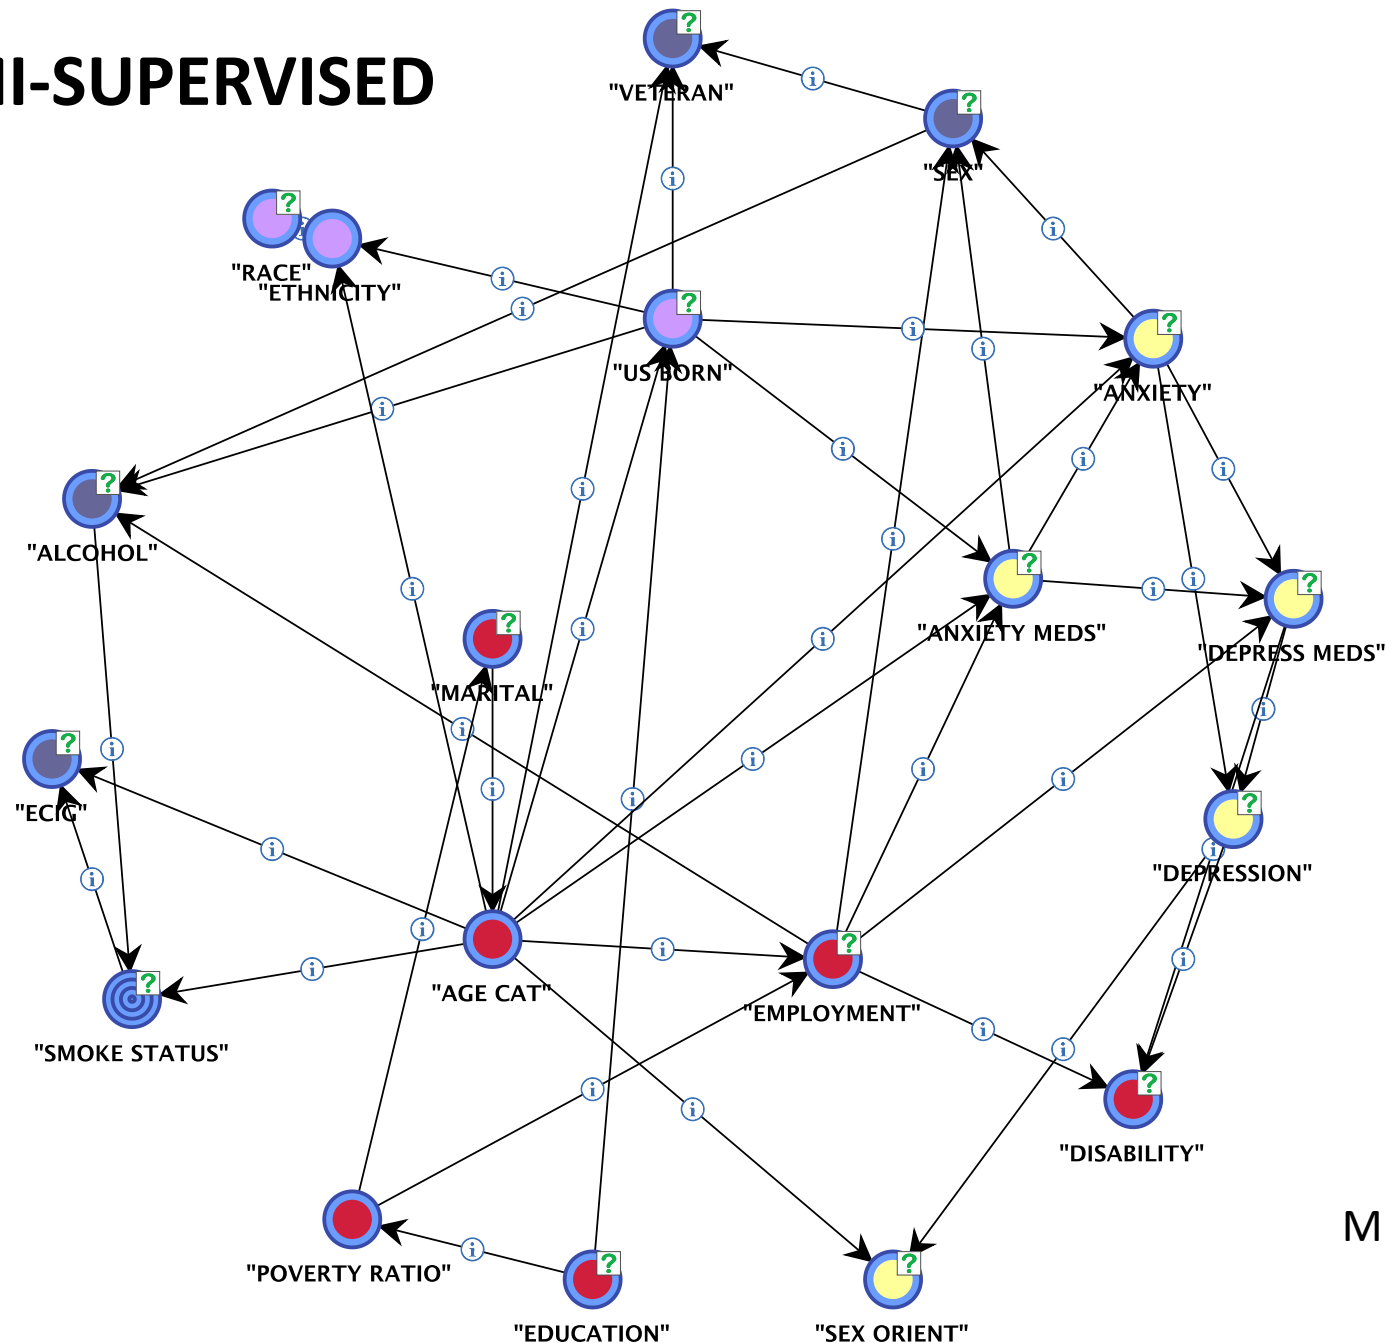 II-SUPERVISED
"VETERAN"
"SEX"
"RACE"
"ETHNICITY"
"US BORN"
"ANXIETY"
"ALCOHOL"
"ANXIETY MEDS"
"DEPRESS MEDS"
"MARITAL"
"ECIG"
"DEPRESSION"
"AGE CAT"
"EMPLOYMENT"
"SMOKE STATUS"
"DISABILITY"
M
"POVERTY RATIO"
"EDUCATION"
"SEX ORIENT"